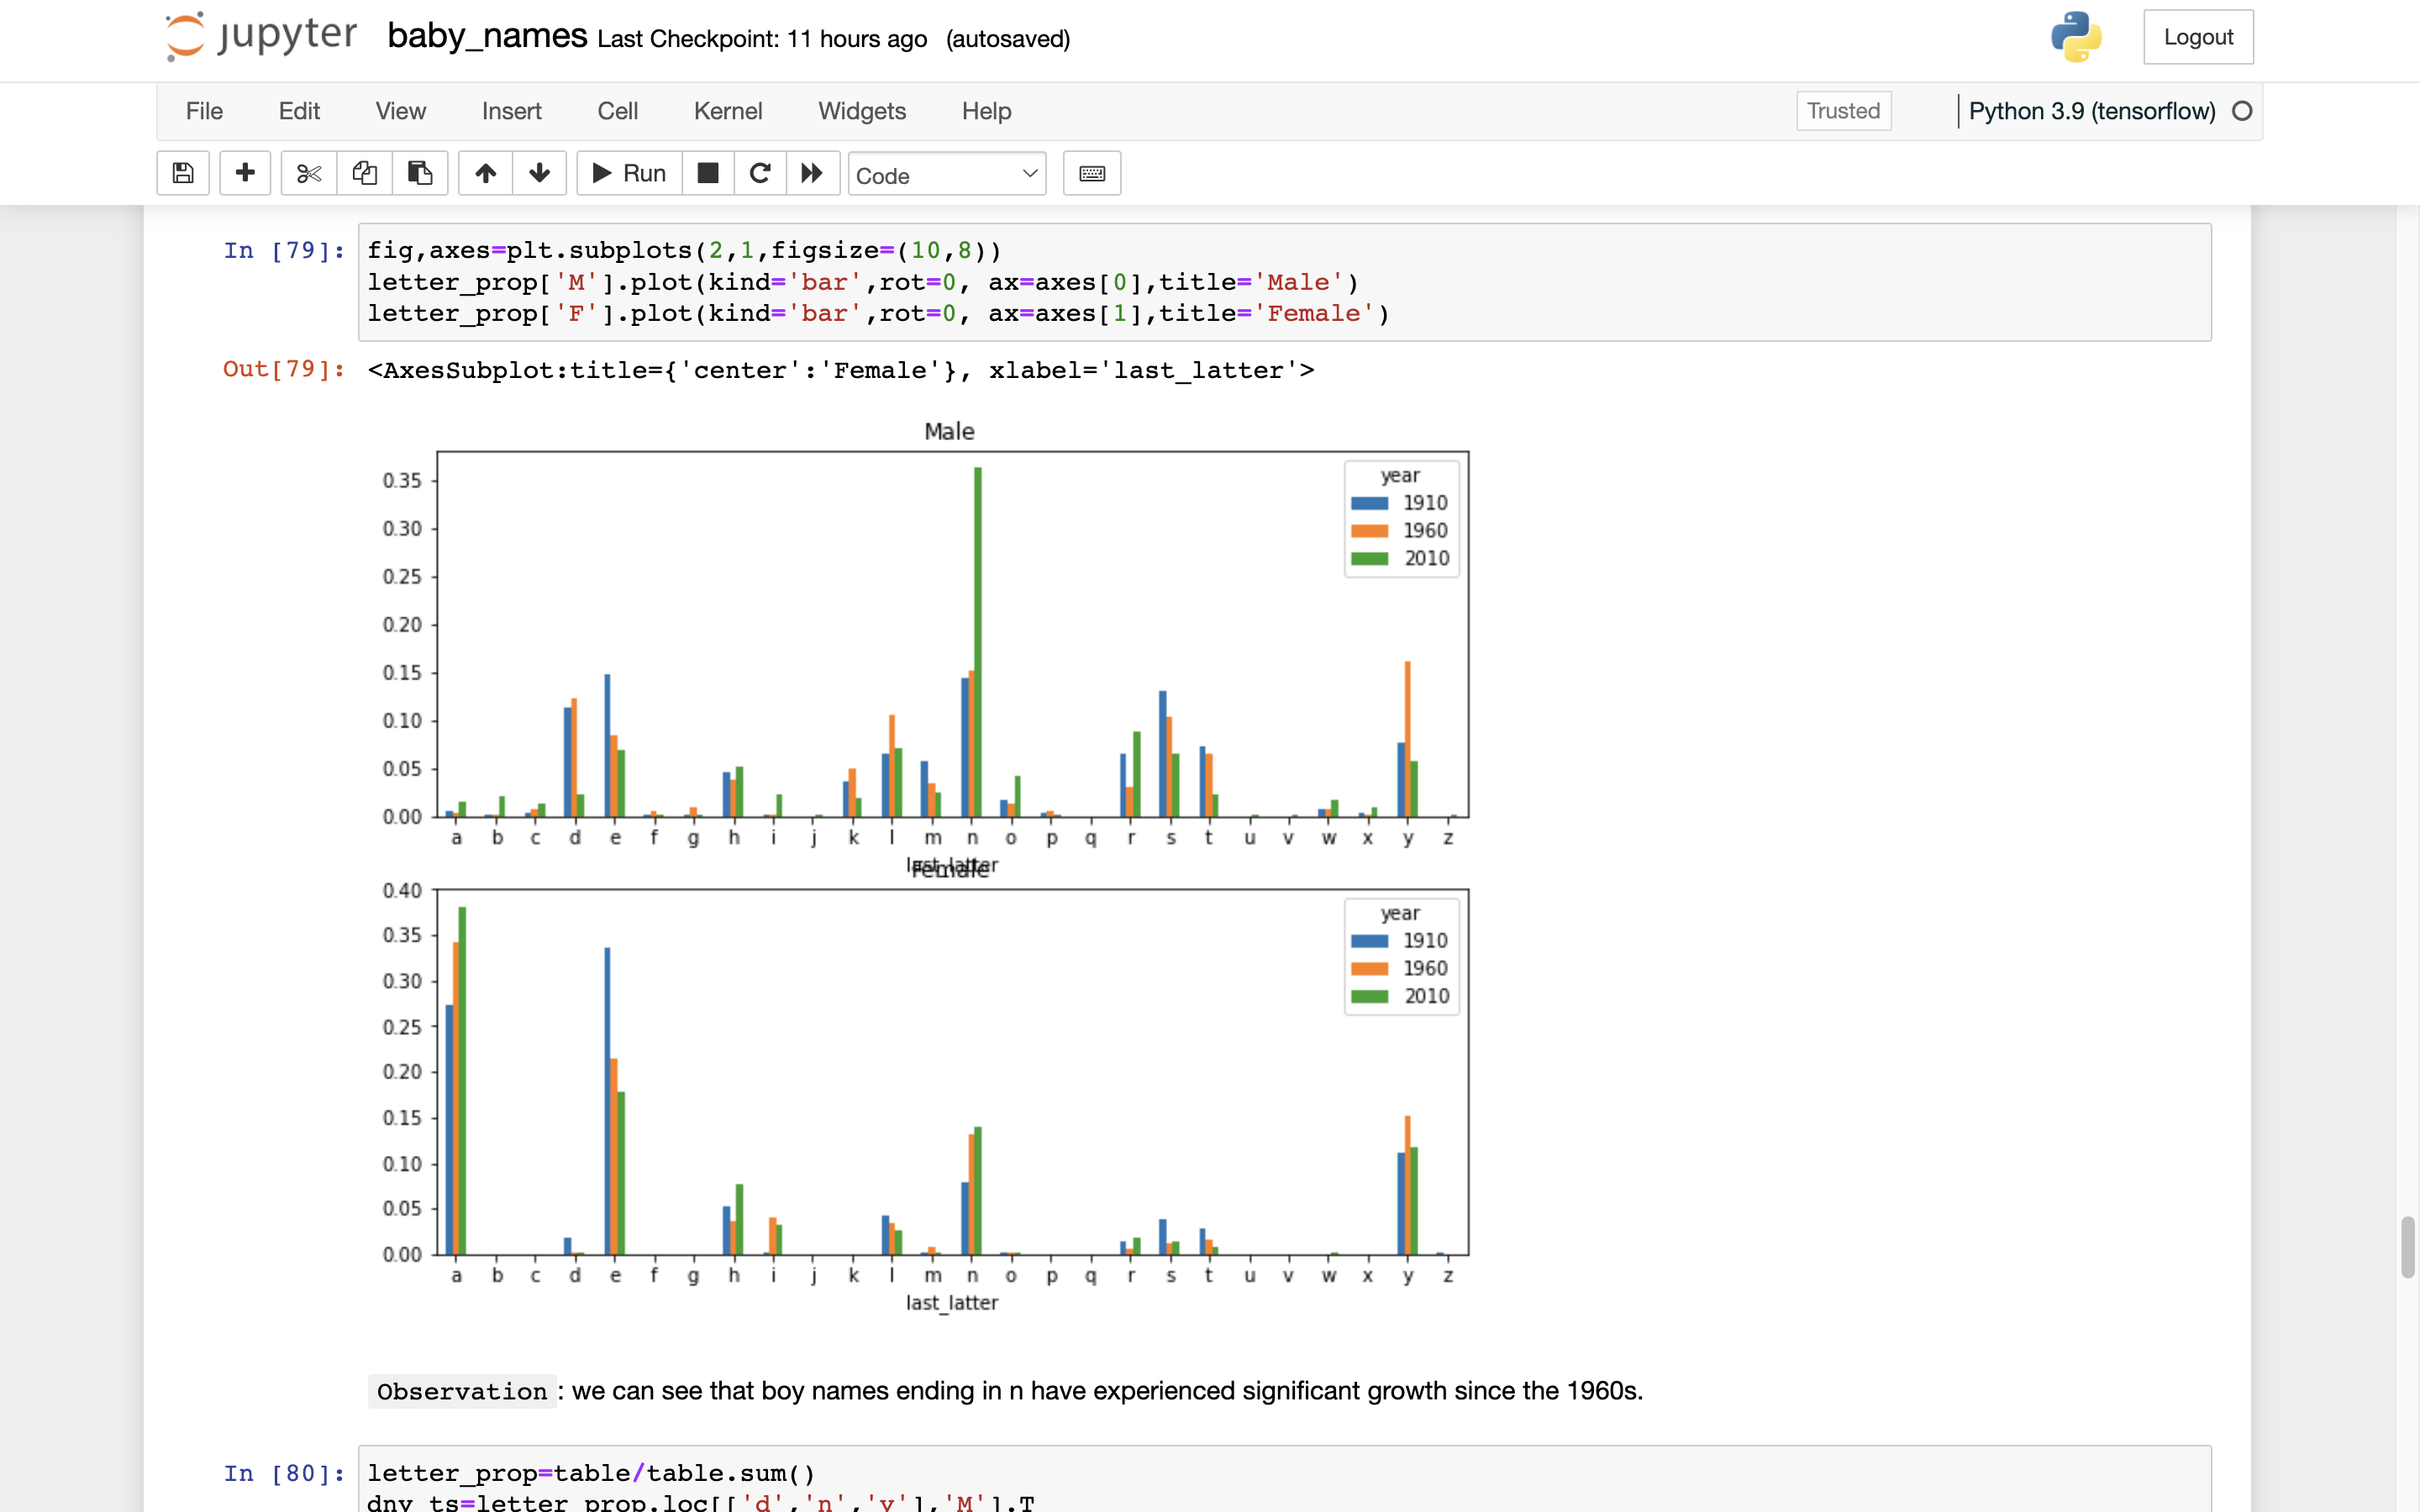 jupyter baby_names Last Checkpoint: 11 hours ago (autosaved)
Logout
File Edit View Insert Cell Kernel Widgets Help
Trusted
Python 3.9 (tensorflow)
Run
Code
In [79]:
fig,axes=plt.subplots(2,1,figsize=(10,8))
letter_prop['M'].plot(kind='bar',rot=0, ax=axes[0],title='Male')
letter_prop['F'].plot(kind='bar',rot=0, ax=axes[1],title='Female')
Out[79]: <AxesSubplot:title={'center':'Female'}, xlabel='last_latter'>
Male
0.35
0.30
0.25
0.20
0.15
0.10
0.05
0.00
year
1910
1960
2010
a b c d e f g h i j k l m n o p q r s t u v w x y z
last_latter
Female
0.40
0.35
0.30
0.25
0.20
0.15
0.10
0.05
0.00
year
1910
1960
2010
a b c d e f g h i j k l m n o p q r s t u v w x y z
last_latter
Observation : we can see that boy names ending in n have experienced significant growth since the 1960s.
In [80]:
letter_prop=table/table.sum()
dny_ts=letter_prop.loc[['d','n','y'],'M'].T